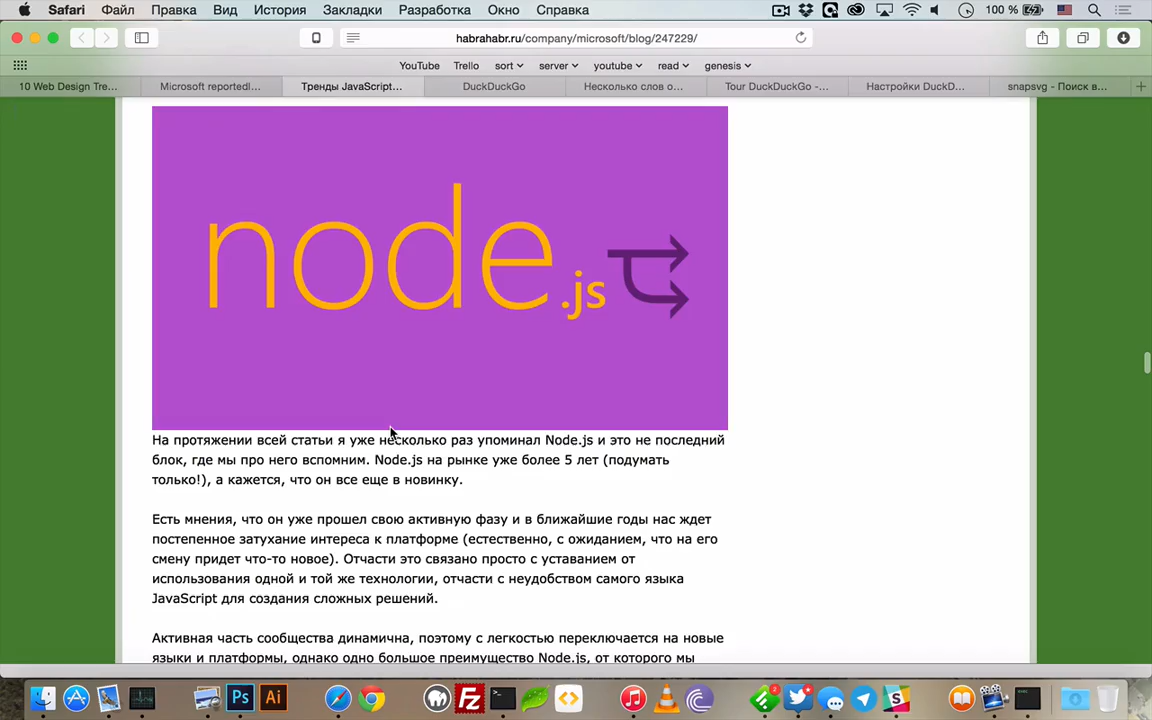 Safari Файл Правка Вид История Закладки Разработка Окно Справка 100 %
habrahabr.ru/company/microsoft/blog/247229/
YouTube Trello sort server youtube read genesis
10 Web Design Tre... Microsoft reportedl... Тренды JavaScript... DuckDuckGo Несколько слов о... Tour DuckDuckGo -... Настройки DuckD... snapsvg - Поиск в...
node.js
На протяжении всей статьи я уже несколько раз упоминал Node.js и это не последний
блок, где мы про него вспомним. Node.js на рынке уже более 5 лет (подумать
только!), а кажется, что он все еще в новинку.
Есть мнения, что он уже прошел свою активную фазу и в ближайшие годы нас ждет
постепенное затухание интереса к платформе (естественно, с ожиданием, что на его
смену придет что-то новое). Отчасти это связано просто с уставанием от
использования одной и той же технологии, отчасти с неудобством самого языка
JavaScript для создания сложных решений.
Активная часть сообщества динамична, поэтому с легкостью переключается на новые
языки и платформы, однако одно большое преимущество Node.js, от которого мы
Ps Ai Fz 2